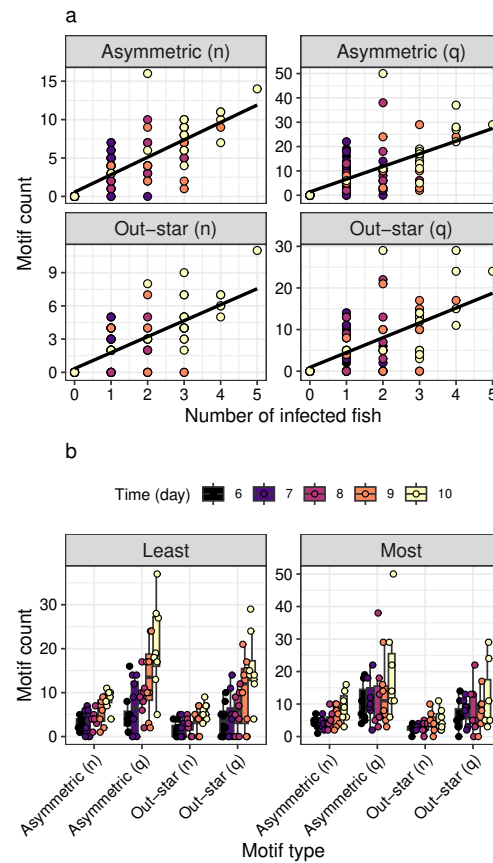 a
Asymmetric (n) Asymmetric (q)
15
10
5
0
50
40
30
20
10
0
Out−star (n) Out−star (q)
9
6
3
0
30
20
10
0
0 1 2 3 4 5 0 1 2 3 4 5
Motif count
Number of infected fish
b
Time (day) 6 7 8 9 10
Least Most
30
20
10
0
50
40
30
20
10
0
Motif count
Asymmetric (n) Asymmetric (q) Out−star (n) Out−star (q) Asymmetric (n) Asymmetric (q) Out−star (n) Out−star (q)
Motif type